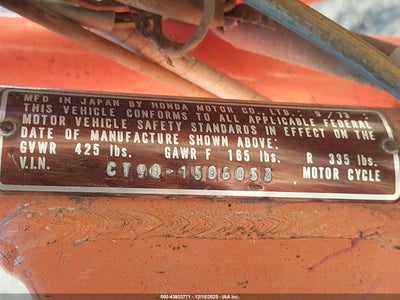 MFD IN JAPAN BY HONDA MOTOR CO.,LTD. 9/73
THIS VEHICLE CONFORMS TO ALL APPLICABLE FEDERAL
MOTOR VEHICLE SAFETY STANDARDS IN EFFECT ON THE
DATE OF MANUFACTURE SHOWN ABOVE:
GVWR 425 lbs. GAWR F 165 lbs. R 335 lbs.
V.I.N. CT90-1506053 MOTOR CYCLE
000-43933771 - 12/15/2025 - IAA Inc.